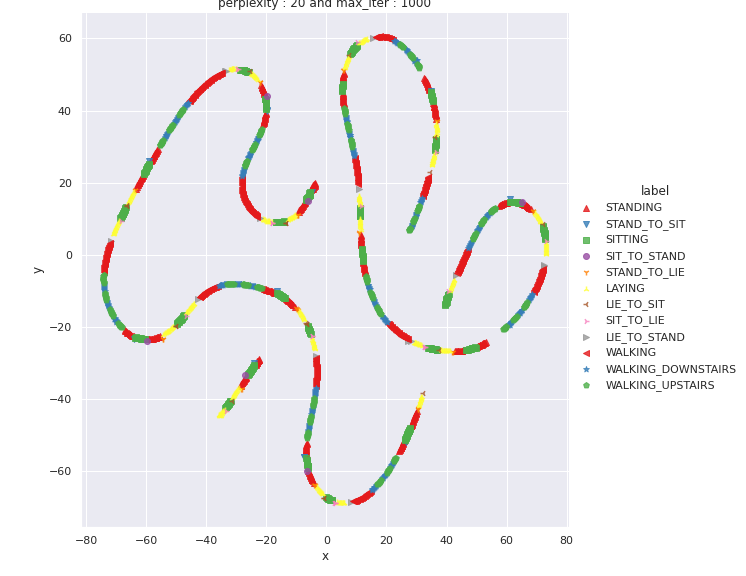 perplexity : 20 and max_iter : 1000
60
40
20
0
−20
−40
−60
y
−80 −60 −40 −20 0 20 40 60 80
x
label
STANDING
STAND_TO_SIT
SITTING
SIT_TO_STAND
STAND_TO_LIE
LAYING
LIE_TO_SIT
SIT_TO_LIE
LIE_TO_STAND
WALKING
WALKING_DOWNSTAIRS
WALKING_UPSTAIRS